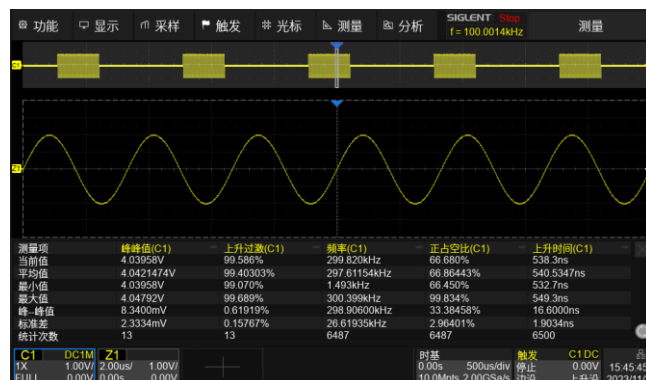 功能 显示 采样 触发 光标 测量 分析 SIGLENT Stop 测量
f = 100.0014kHz
C1
Z1
测量项 峰峰值(C1) 上升过激(C1) 频率(C1) 正占空比(C1) 上升时间(C1)
当前值 4.03958V 99.586% 299.820kHz 66.680% 538.3ns
平均值 4.0421474V 99.40303% 297.61154kHz 66.86443% 540.5347ns
最小值 4.03958V 99.070% 1.493kHz 66.450% 532.7ns
最大值 4.04792V 99.689% 300.399kHz 99.834% 549.3ns
峰--峰值 8.3400mV 0.61919% 298.90600kHz 33.38458% 16.6000ns
标准差 2.3334mV 0.15767% 26.61935kHz 2.96401% 1.9034ns
统计次数 13 13 6487 6487 6500
C1 DC1M Z1 时基 触发 C1 DC
1X 1.00V/ 2.00us/ 1.00V/ 0.00s 500us/div 停止 0.00V 15:45:45
FULL 0.00V 0.00s 0.00V 10.0Mpts 2.00GSa/s 边沿 上升沿